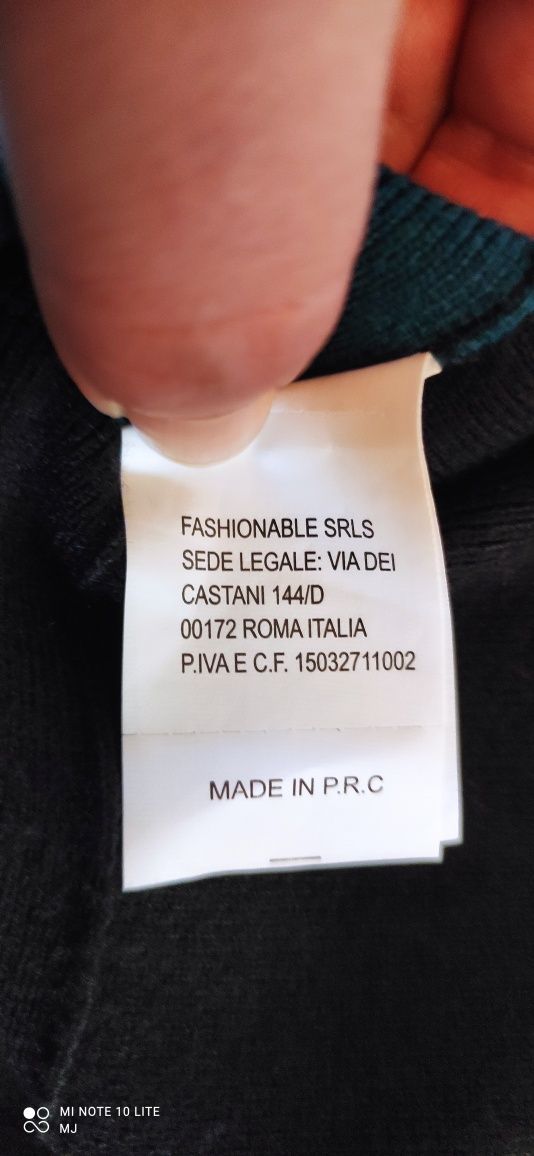 FASHIONABLE SRLS
SEDE LEGALE: VIA DEI
CASTANI 144/D
00172 ROMA ITALIA
P.IVA E C.F. 15032711002
MADE IN P.R.C
MI NOTE 10 LITE
MJ